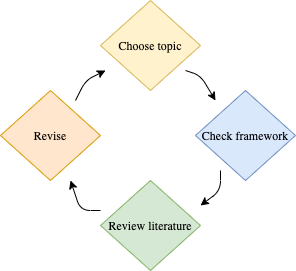 Choose topic
Check framework
Review literature
Revise